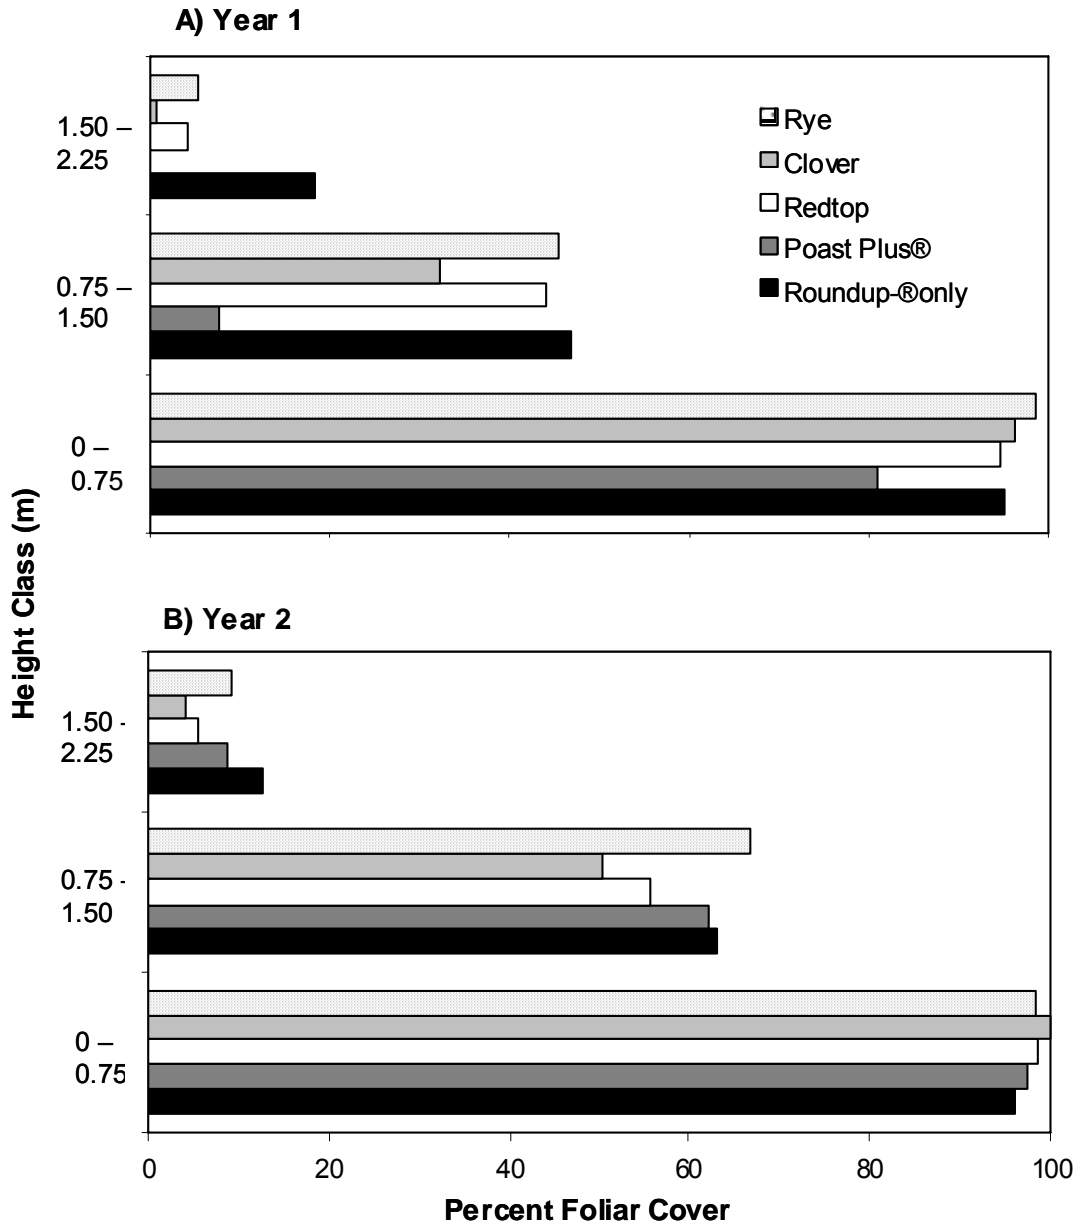 A) Year 1
1.50 –
2.25
Rye
Clover
Redtop
Poast Plus®
Roundup-®only
0.75 –
1.50
0 –
0.75
Height Class (m)
B) Year 2
1.50 -
2.25
0.75 -
1.50
0 –
0.75
0 20 40 60 80 100
Percent Foliar Cover